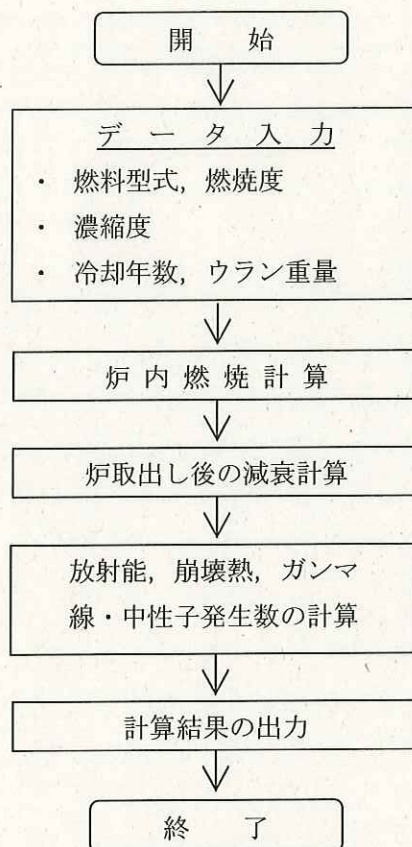 開 始
データ入力
・ 燃料型式，燃焼度
・ 濃縮度
・ 冷却年数，ウラン重量
炉内燃焼計算
炉取出し後の減衰計算
放射能，崩壊熱，ガンマ
線・中性子発生数の計算
計算結果の出力
終 了